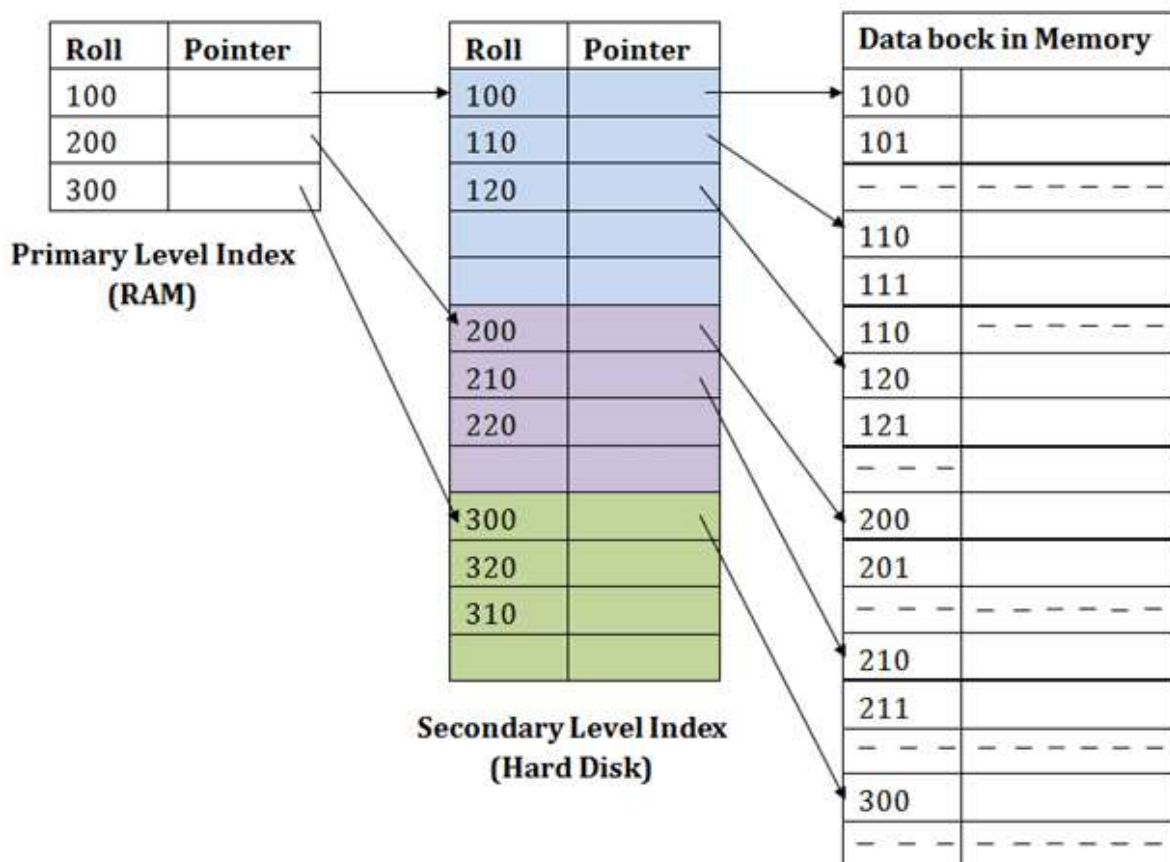 Roll Pointer
100
200
300
Primary Level Index
(RAM)
Roll Pointer
100
110
120
200
210
220
300
320
310
Secondary Level Index
(Hard Disk)
Data bock in Memory
100
101
– – – – – – – – –
110
111
110 – – – – – –
120
121
– – –
200
201
– – – – – – – – –
210
211
– – – – – – – – –
300
– – – – – – – – –